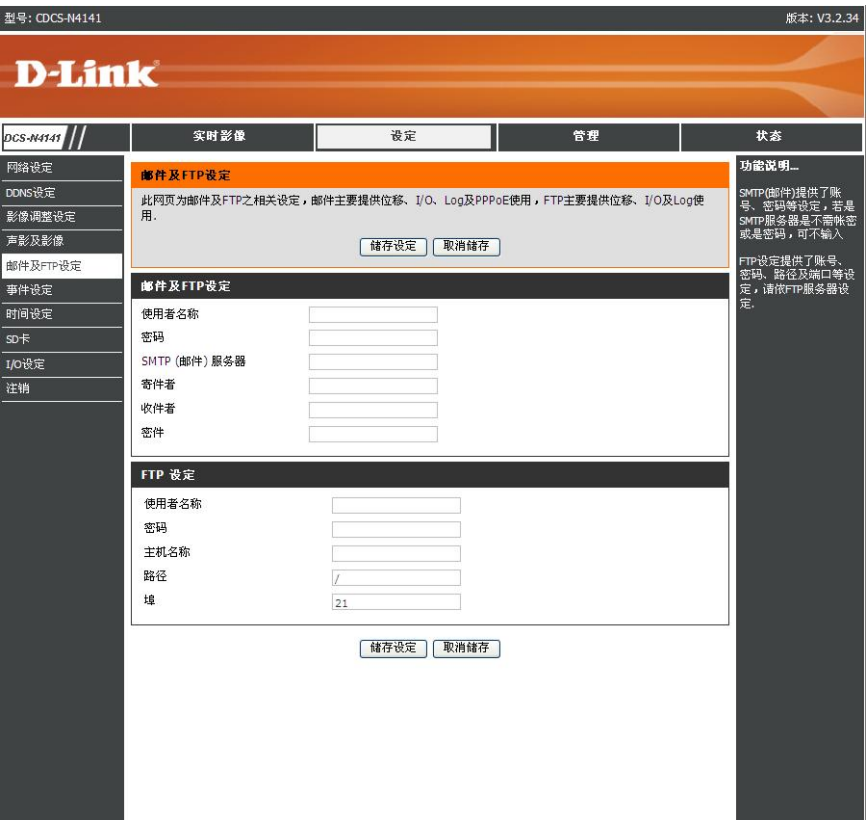 型号: CDCS-N4141
版本: V3.2.34
D-Link
DCS-N4141
实时影像
设定
管理
状态
网络设定
DDNS设定
影像调整设定
声影及影像
邮件及FTP设定
事件设定
时间设定
SD卡
I/O设定
注销
邮件及FTP设定
此网页为邮件及FTP之相关设定，邮件主要提供位移、I/O、Log及PPPoE使用，FTP主要提供位移、I/O及Log使
用.
储存设定
取消储存
邮件及FTP设定
使用者名称
密码
SMTP (邮件) 服务器
寄件者
收件者
密件
FTP 设定
使用者名称
密码
主机名称
路径
/
埠
21
储存设定
取消储存
功能说明...
SMTP(邮件)提供了账
号、密码等设定，若是
SMTP服务器是不需帐密
或是密码，可不输入
FTP设定提供了账号、
密码、路径及端口等设
定，请依FTP服务器设
定.